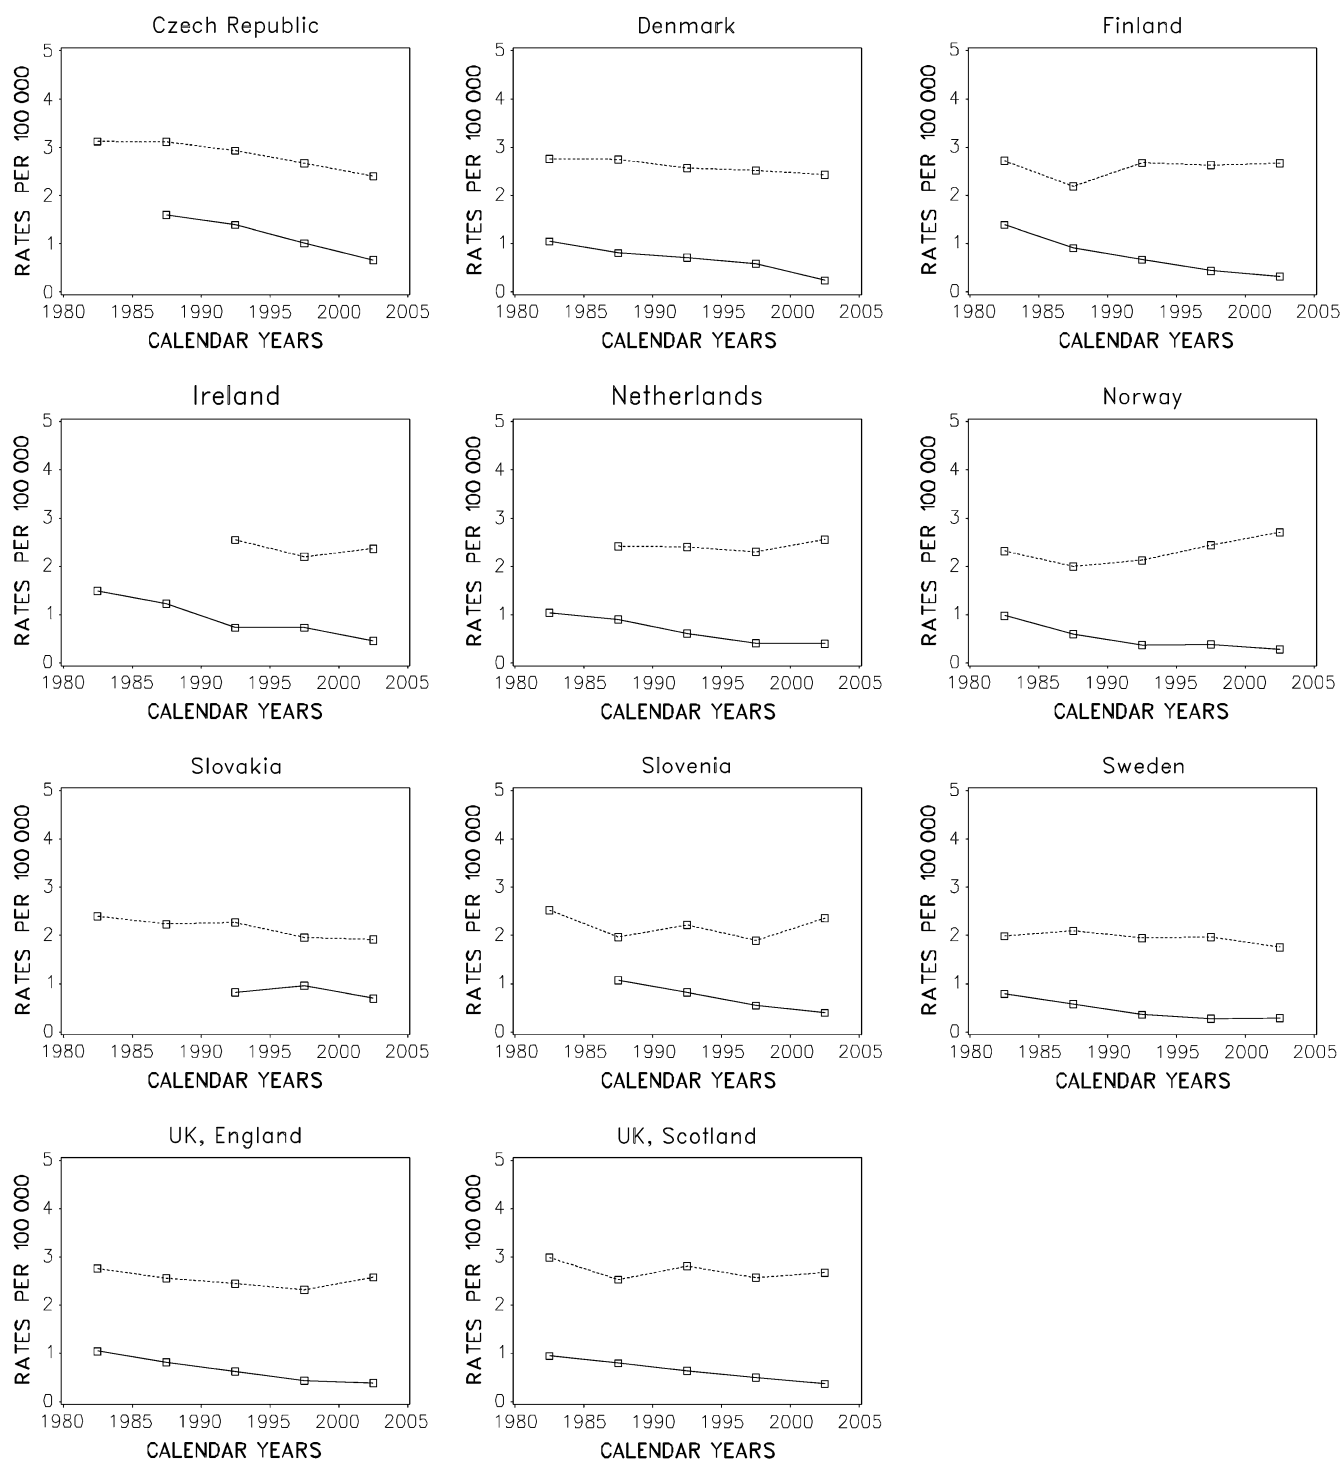 Czech Republic
5
4
3
2
1
0
RATES PER 100 000
1980 1985 1990 1995 2000 2005
CALENDAR YEARS
Denmark
5
4
3
2
1
0
RATES PER 100 000
1980 1985 1990 1995 2000 2005
CALENDAR YEARS
Finland
5
4
3
2
1
0
RATES PER 100 000
1980 1985 1990 1995 2000 2005
CALENDAR YEARS
Ireland
5
4
3
2
1
0
RATES PER 100 000
1980 1985 1990 1995 2000 2005
CALENDAR YEARS
Netherlands
5
4
3
2
1
0
RATES PER 100 000
1980 1985 1990 1995 2000 2005
CALENDAR YEARS
Norway
5
4
3
2
1
0
RATES PER 100 000
1980 1985 1990 1995 2000 2005
CALENDAR YEARS
Slovakia
5
4
3
2
1
0
RATES PER 100 000
1980 1985 1990 1995 2000 2005
CALENDAR YEARS
Slovenia
5
4
3
2
1
0
RATES PER 100 000
1980 1985 1990 1995 2000 2005
CALENDAR YEARS
Sweden
5
4
3
2
1
0
RATES PER 100 000
1980 1985 1990 1995 2000 2005
CALENDAR YEARS
UK, England
5
4
3
2
1
0
RATES PER 100 000
1980 1985 1990 1995 2000 2005
CALENDAR YEARS
UK, Scotland
5
4
3
2
1
0
RATES PER 100 000
1980 1985 1990 1995 2000 2005
CALENDAR YEARS